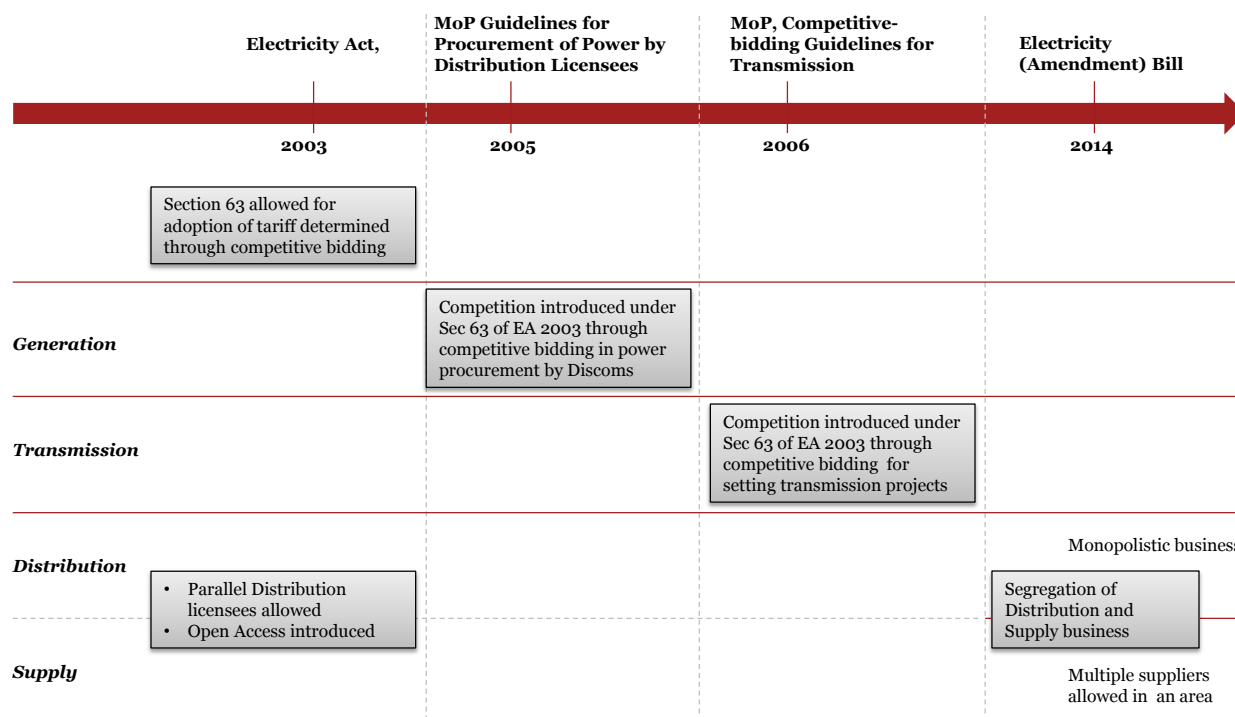 Electricity Act,
MoP Guidelines for
Procurement of Power by
Distribution Licensees
MoP, Competitive-
bidding Guidelines for
Transmission
Electricity
(Amendment) Bill
2003
2005
2006
2014
Section 63 allowed for
adoption of tariff determined
through competitive bidding
Generation
Competition introduced under
Sec 63 of EA 2003 through
competitive bidding in power
procurement by Discoms
Transmission
Competition introduced under
Sec 63 of EA 2003 through
competitive bidding for
setting transmission projects
Distribution
• Parallel Distribution
licensees allowed
• Open Access introduced
Monopolistic business
Segregation of
Distribution and
Supply business
Supply
Multiple suppliers
allowed in an area